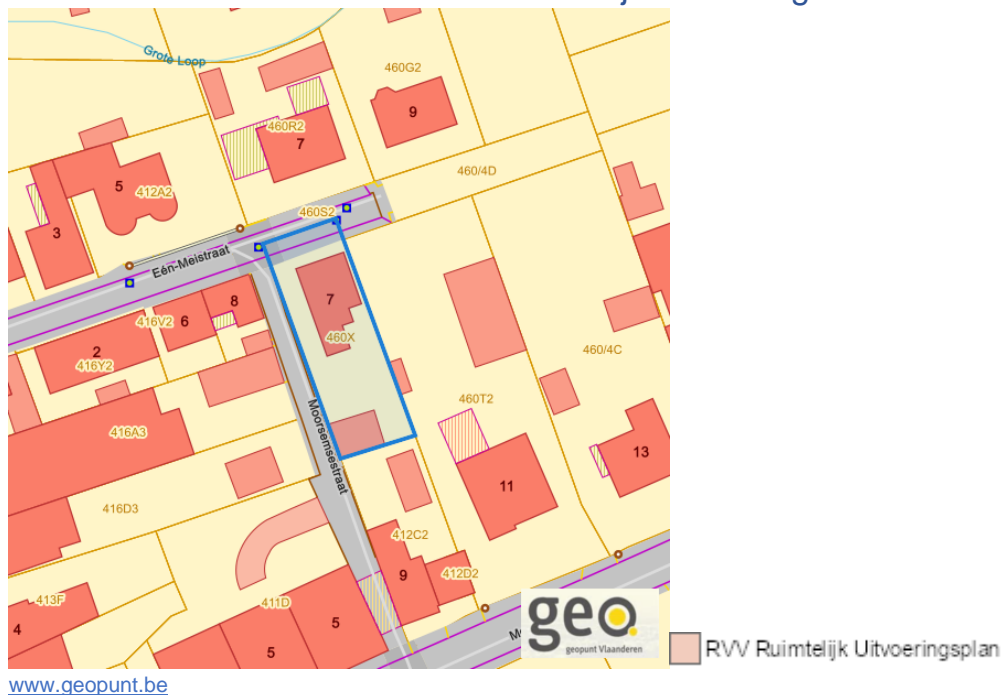 Grote Loop
460G2
9
460R2
7
460/4D
5
412A2
460S2
3
Eén-Meistraat
8
7
416V2
6
460X
2
416Y2
460/4C
460T2
Moorsemsestraat
416A3
13
11
416D3
412C2
9
412D2
413F
411D
4
5
5
geo
geopunt Vlaanderen
RVV Ruimtelijk Uitvoeringsplan
www.geopunt.be